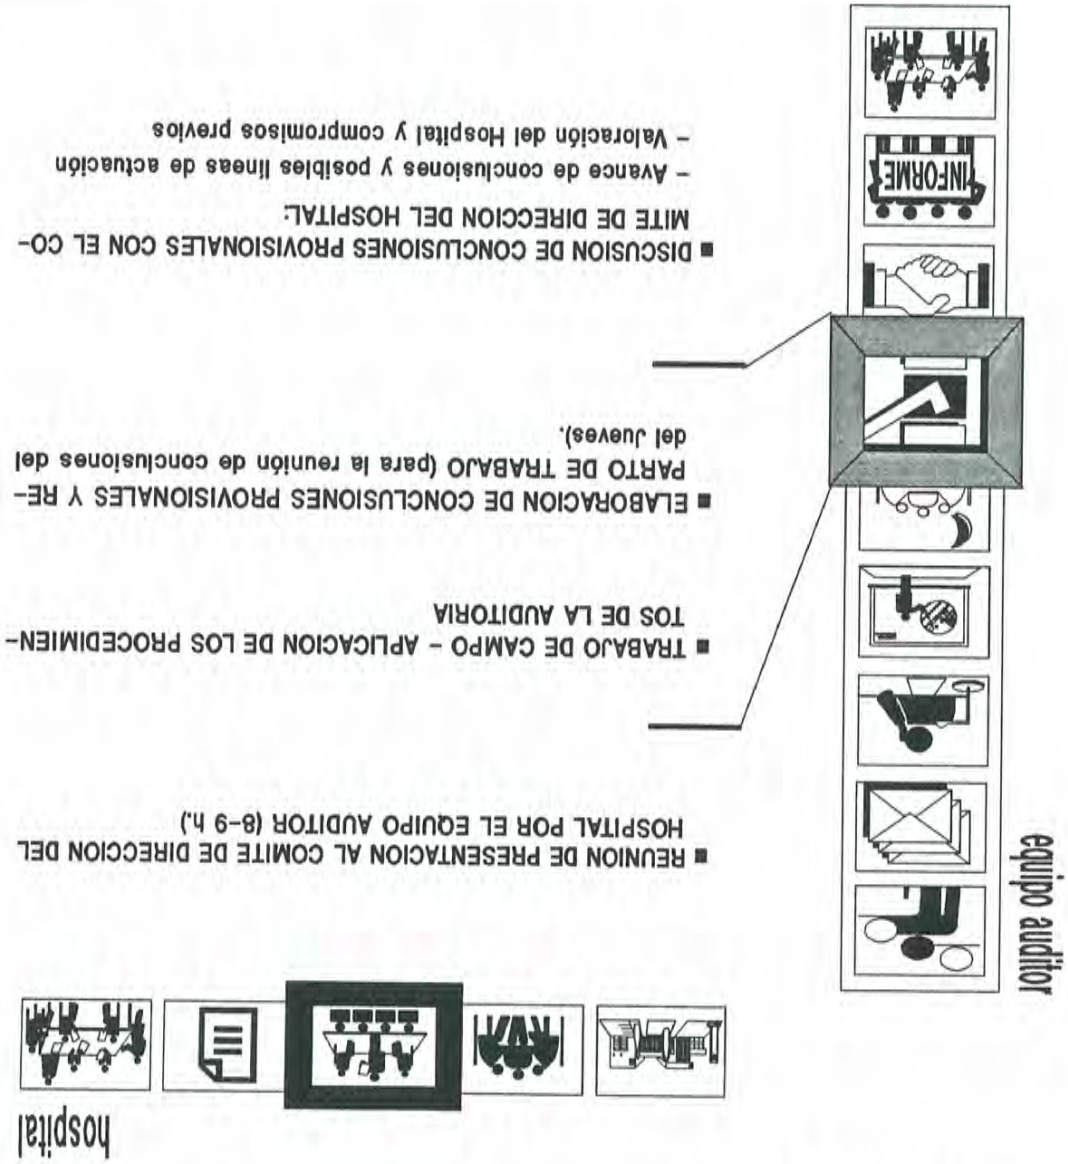 hospital
equipo auditor
■ REUNION DE PRESENTACION AL COMITE DE DIRECCION DEL
HOSPITAL POR EL EQUIPO AUDITOR (8-9 h.)
■ TRABAJO DE CAMPO - APLICACION DE LOS PROCEDIMIEN-
TOS DE LA AUDITORIA
■ ELABORACION DE CONCLUSIONES PROVISIONALES Y RE-
PARTO DE TRABAJO (para la reunión de conclusiones del
del Jueves).
■ DISCUSION DE CONCLUSIONES PROVISIONALES CON EL CO-
MITE DE DIRECCION DEL HOSPITAL:
- Avance de conclusiones y posibles líneas de actuación
- Valoración del Hospital y compromisos previos
INFORME